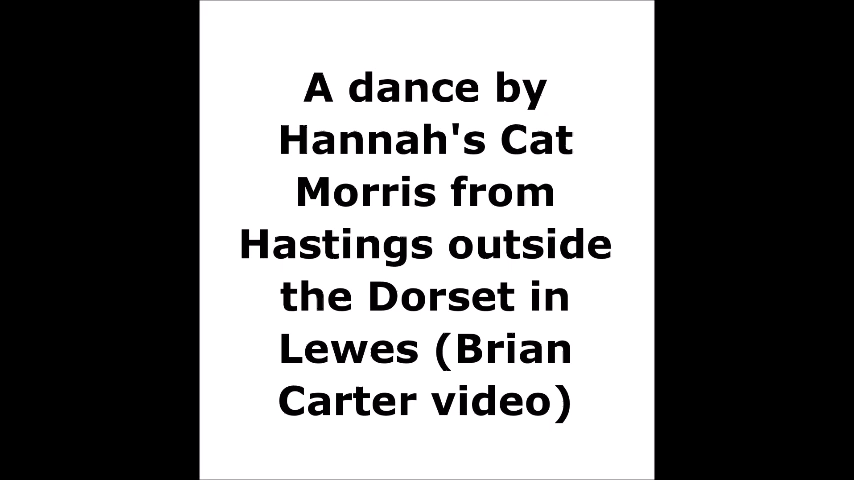 A dance by
Hannah's Cat
Morris from
Hastings outside
the Dorset in
Lewes (Brian
Carter video)